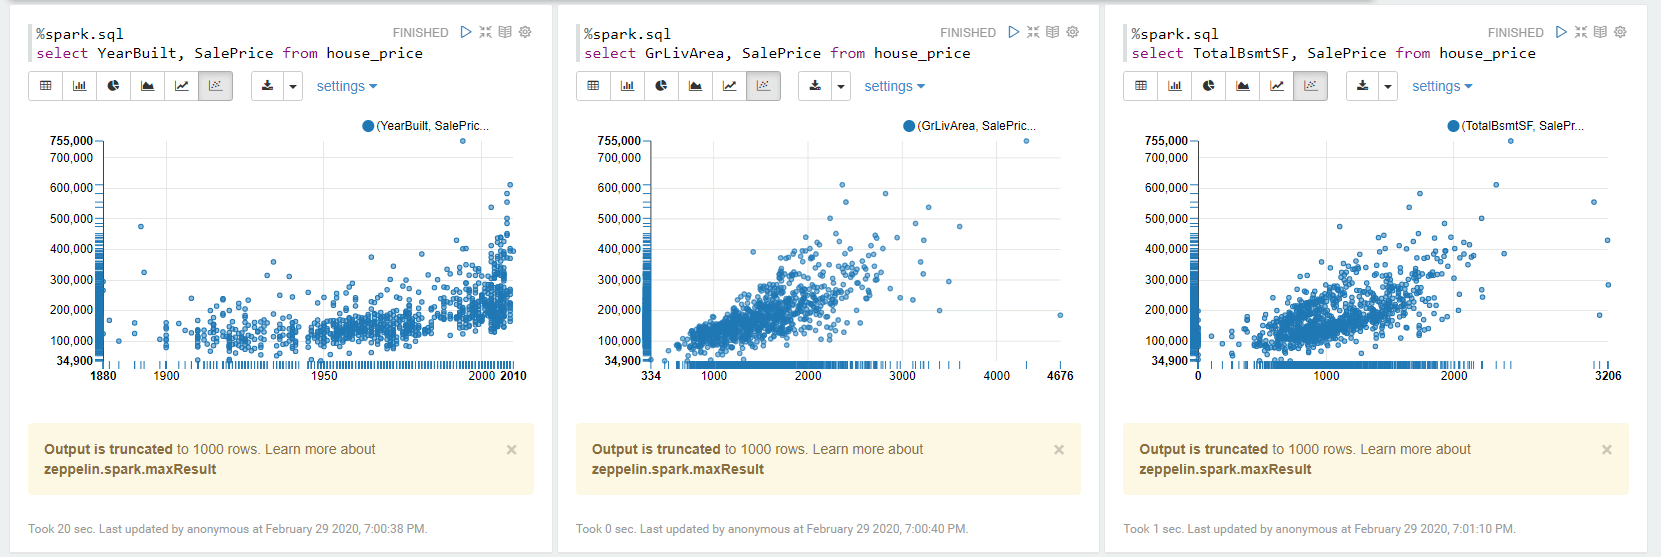 %spark.sql
FINISHED
select YearBuilt, SalePrice from house_price
settings
(YearBuilt, SalePric...
755,000
700,000
600,000
500,000
400,000
300,000
200,000
100,000
34,900
1880 1900 1950 2000 2010
Output is truncated to 1000 rows. Learn more about
zeppelin.spark.maxResult
×
Took 20 sec. Last updated by anonymous at February 29 2020, 7:00:38 PM.
%spark.sql
FINISHED
select GrLivArea, SalePrice from house_price
settings
(GrLivArea, SalePric...
755,000
700,000
600,000
500,000
400,000
300,000
200,000
100,000
34,900
334 1000 2000 3000 4000 4676
Output is truncated to 1000 rows. Learn more about
zeppelin.spark.maxResult
×
Took 0 sec. Last updated by anonymous at February 29 2020, 7:00:40 PM.
%spark.sql
FINISHED
select TotalBsmtSF, SalePrice from house_price
settings
(TotalBsmtSF, SalePr...
755,000
700,000
600,000
500,000
400,000
300,000
200,000
100,000
34,900
0 1000 2000 3206
Output is truncated to 1000 rows. Learn more about
zeppelin.spark.maxResult
×
Took 1 sec. Last updated by anonymous at February 29 2020, 7:01:10 PM.